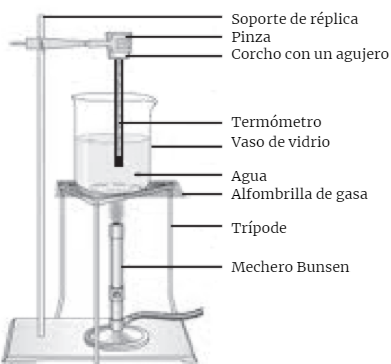 Soporte de réplica
Pinza
Corcho con un agujero
Termómetro
Vaso de vidrio
Agua
Alfombrilla de gasa
Trípode
Mechero Bunsen